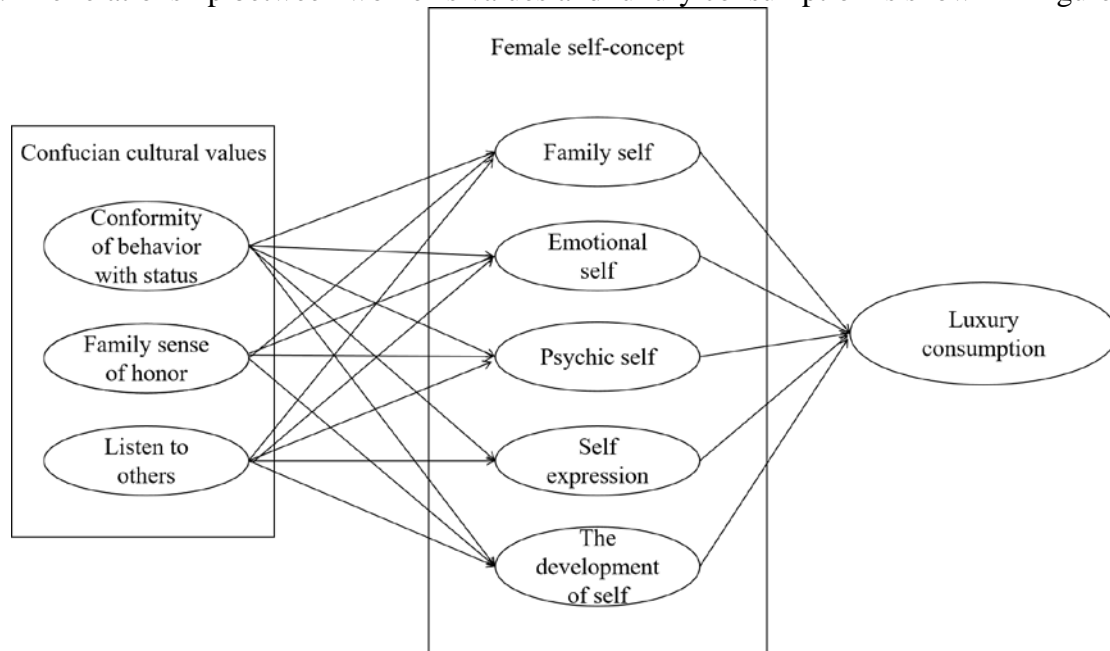 Female self-concept
Confucian cultural values
Conformity
of behavior
with status
Family sense
of honor
Listen to
others
Family self
Emotional
self
Psychic self
Self
expression
The
development
of self
Luxury
consumption